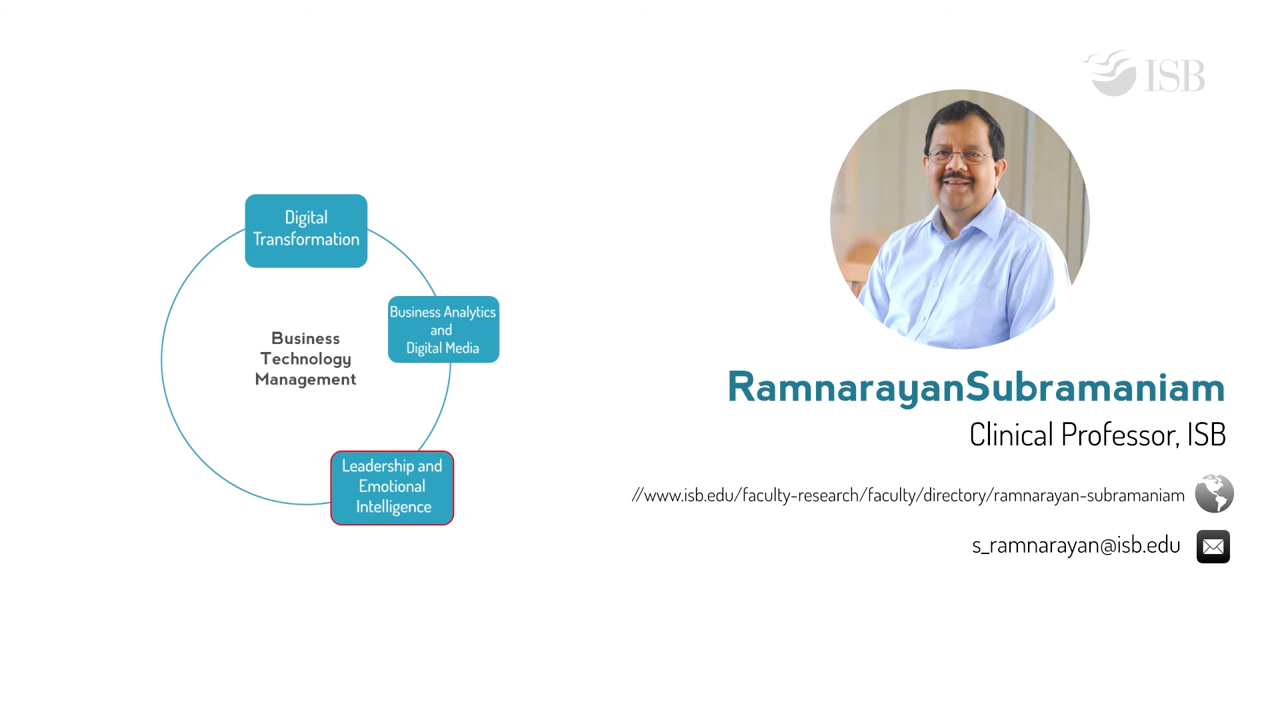 ISB
Digital
Transformation
Business Analytics
and
Digital Media
Business
Technology
Management
Leadership and
Emotional
Intelligence
RamnarayanSubramaniam
Clinical Professor, ISB
//www.isb.edu/faculty-research/faculty/directory/ramnarayan-subramaniam
s_ramnarayan@isb.edu